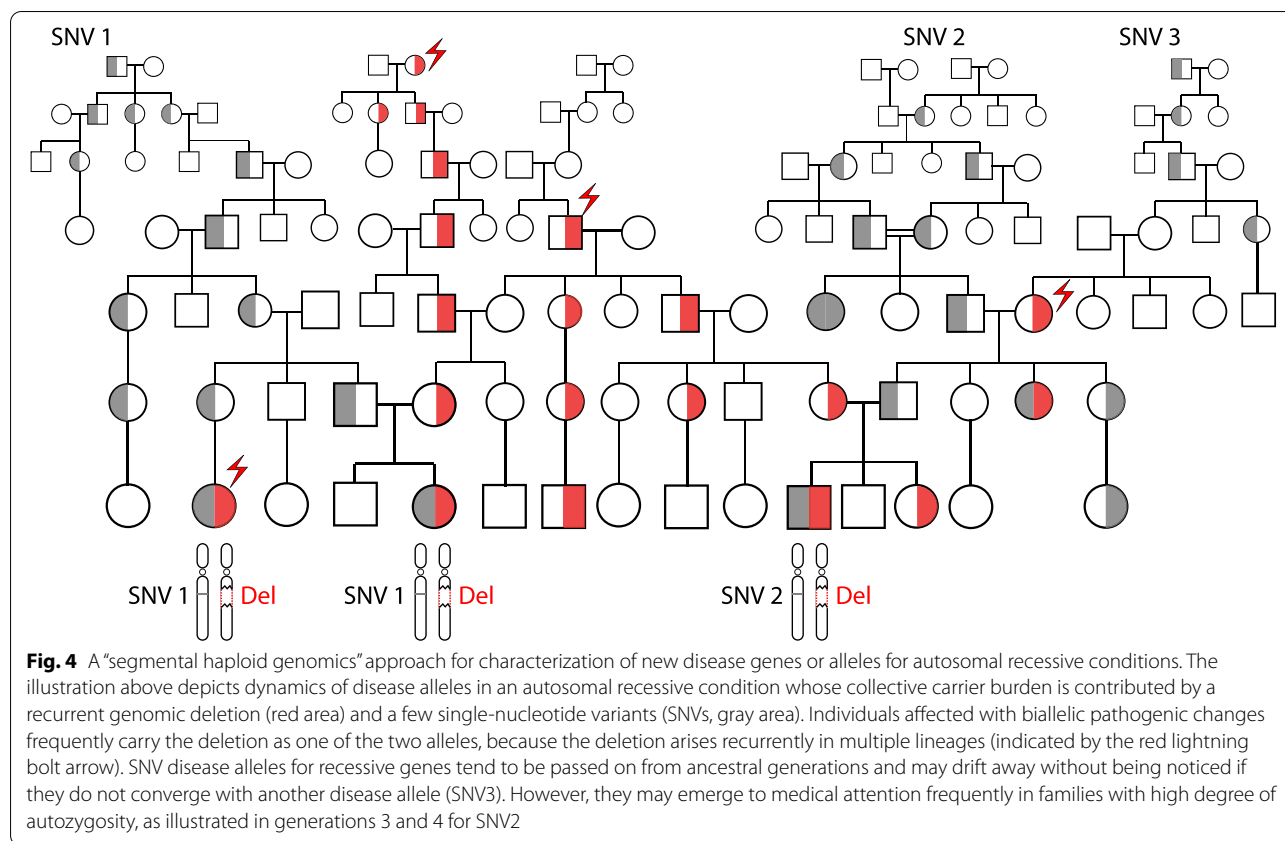 SNV 1
SNV 2
SNV 3
SNV 1
Del
SNV 1
Del
SNV 2
Del
Fig. 4 A “segmental haploid genomics” approach for characterization of new disease genes or alleles for autosomal recessive conditions. The
illustration above depicts dynamics of disease alleles in an autosomal recessive condition whose collective carrier burden is contributed by a
recurrent genomic deletion (red area) and a few single-nucleotide variants (SNVs, gray area). Individuals affected with biallelic pathogenic changes
frequently carry the deletion as one of the two alleles, because the deletion arises recurrently in multiple lineages (indicated by the red lightning
bolt arrow). SNV disease alleles for recessive genes tend to be passed on from ancestral generations and may drift away without being noticed if
they do not converge with another disease allele (SNV3). However, they may emerge to medical attention frequently in families with high degree of
autozygosity, as illustrated in generations 3 and 4 for SNV2